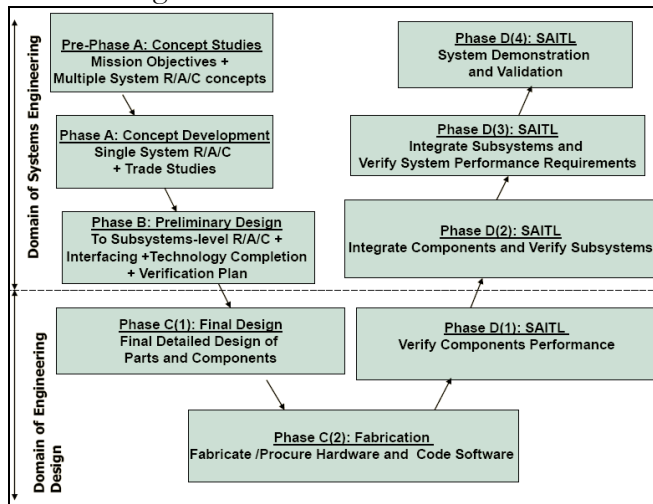 Domain of Systems Engineering
Pre-Phase A: Concept Studies
Mission Objectives +
Multiple System R/A/C concepts
Phase A: Concept Development
Single System R/A/C
+ Trade Studies
Phase B: Preliminary Design
To Subsystems-level R/A/C +
Interfacing +Technology Completion
+ Verification Plan
Phase D(4): SAITL
System Demonstration
and Validation
Phase D(3): SAITL
Integrate Subsystems and
Verify System Performance Requirements
Phase D(2): SAITL
Integrate Components and Verify Subsystems
Domain of Engineering
Design
Phase C(1): Final Design
Final Detailed Design of
Parts and Components
Phase D(1): SAITL
Verify Components Performance
Phase C(2): Fabrication
Fabricate /Procure Hardware and Code Software